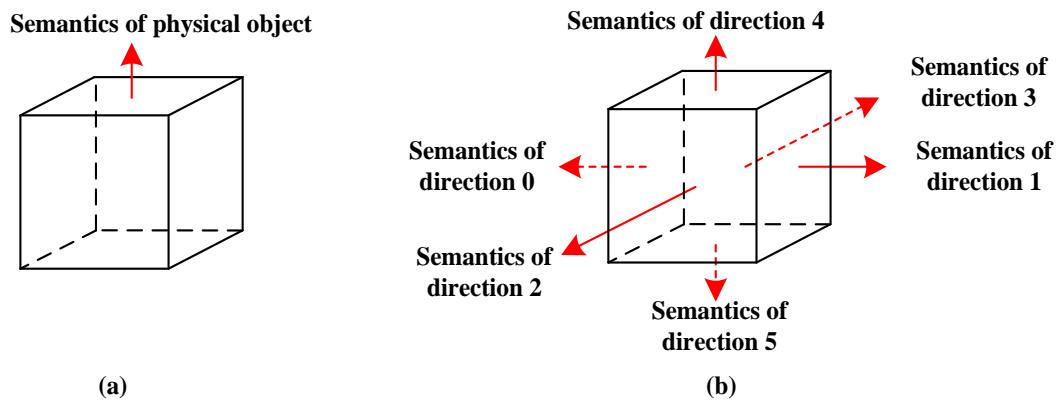 Semantics of physical object
(a)
Semantics of direction 4
Semantics of
direction 3
Semantics of
direction 0
Semantics of
direction 1
Semantics of
direction 2
Semantics of
direction 5
(b)